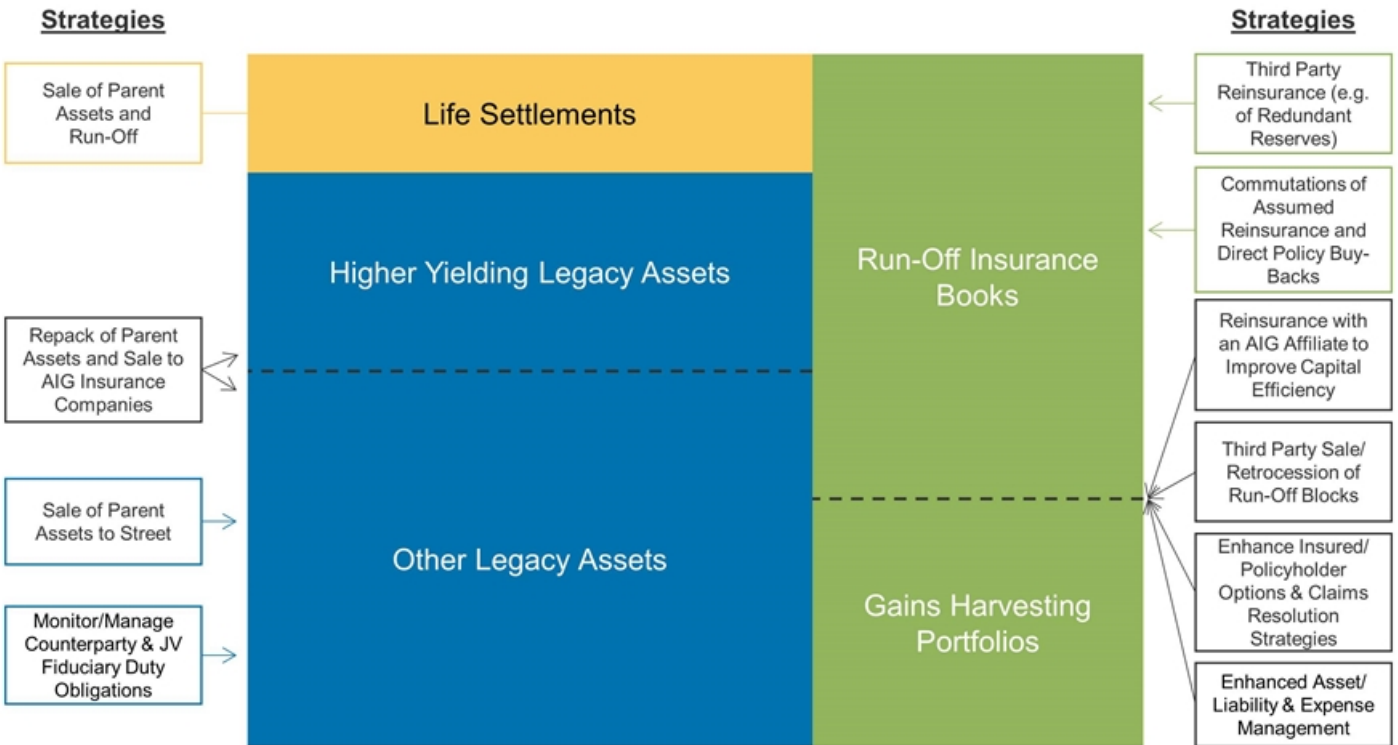 Strategies
Sale of Parent
Assets and
Run-Off
Repack of Parent
Assets and Sale to
AIG Insurance
Companies
Sale of Parent
Assets to Street
Monitor/Manage
Counterparty & JV
Fiduciary Duty
Obligations
Life Settlements
Higher Yielding Legacy Assets
Other Legacy Assets
Run-Off Insurance
Books
Gains Harvesting
Portfolios
Strategies
Third Party
Reinsurance (e.g.
of Redundant
Reserves)
Commutations of
Assumed
Reinsurance and
Direct Policy Buy-
Backs
Reinsurance with
an AIG Affiliate to
Improve Capital
Efficiency
Third Party Sale/
Retrocession of
Run-Off Blocks
Enhance Insured/
Policyholder
Options & Claims
Resolution
Strategies
Enhanced Asset/
Liability & Expense
Management